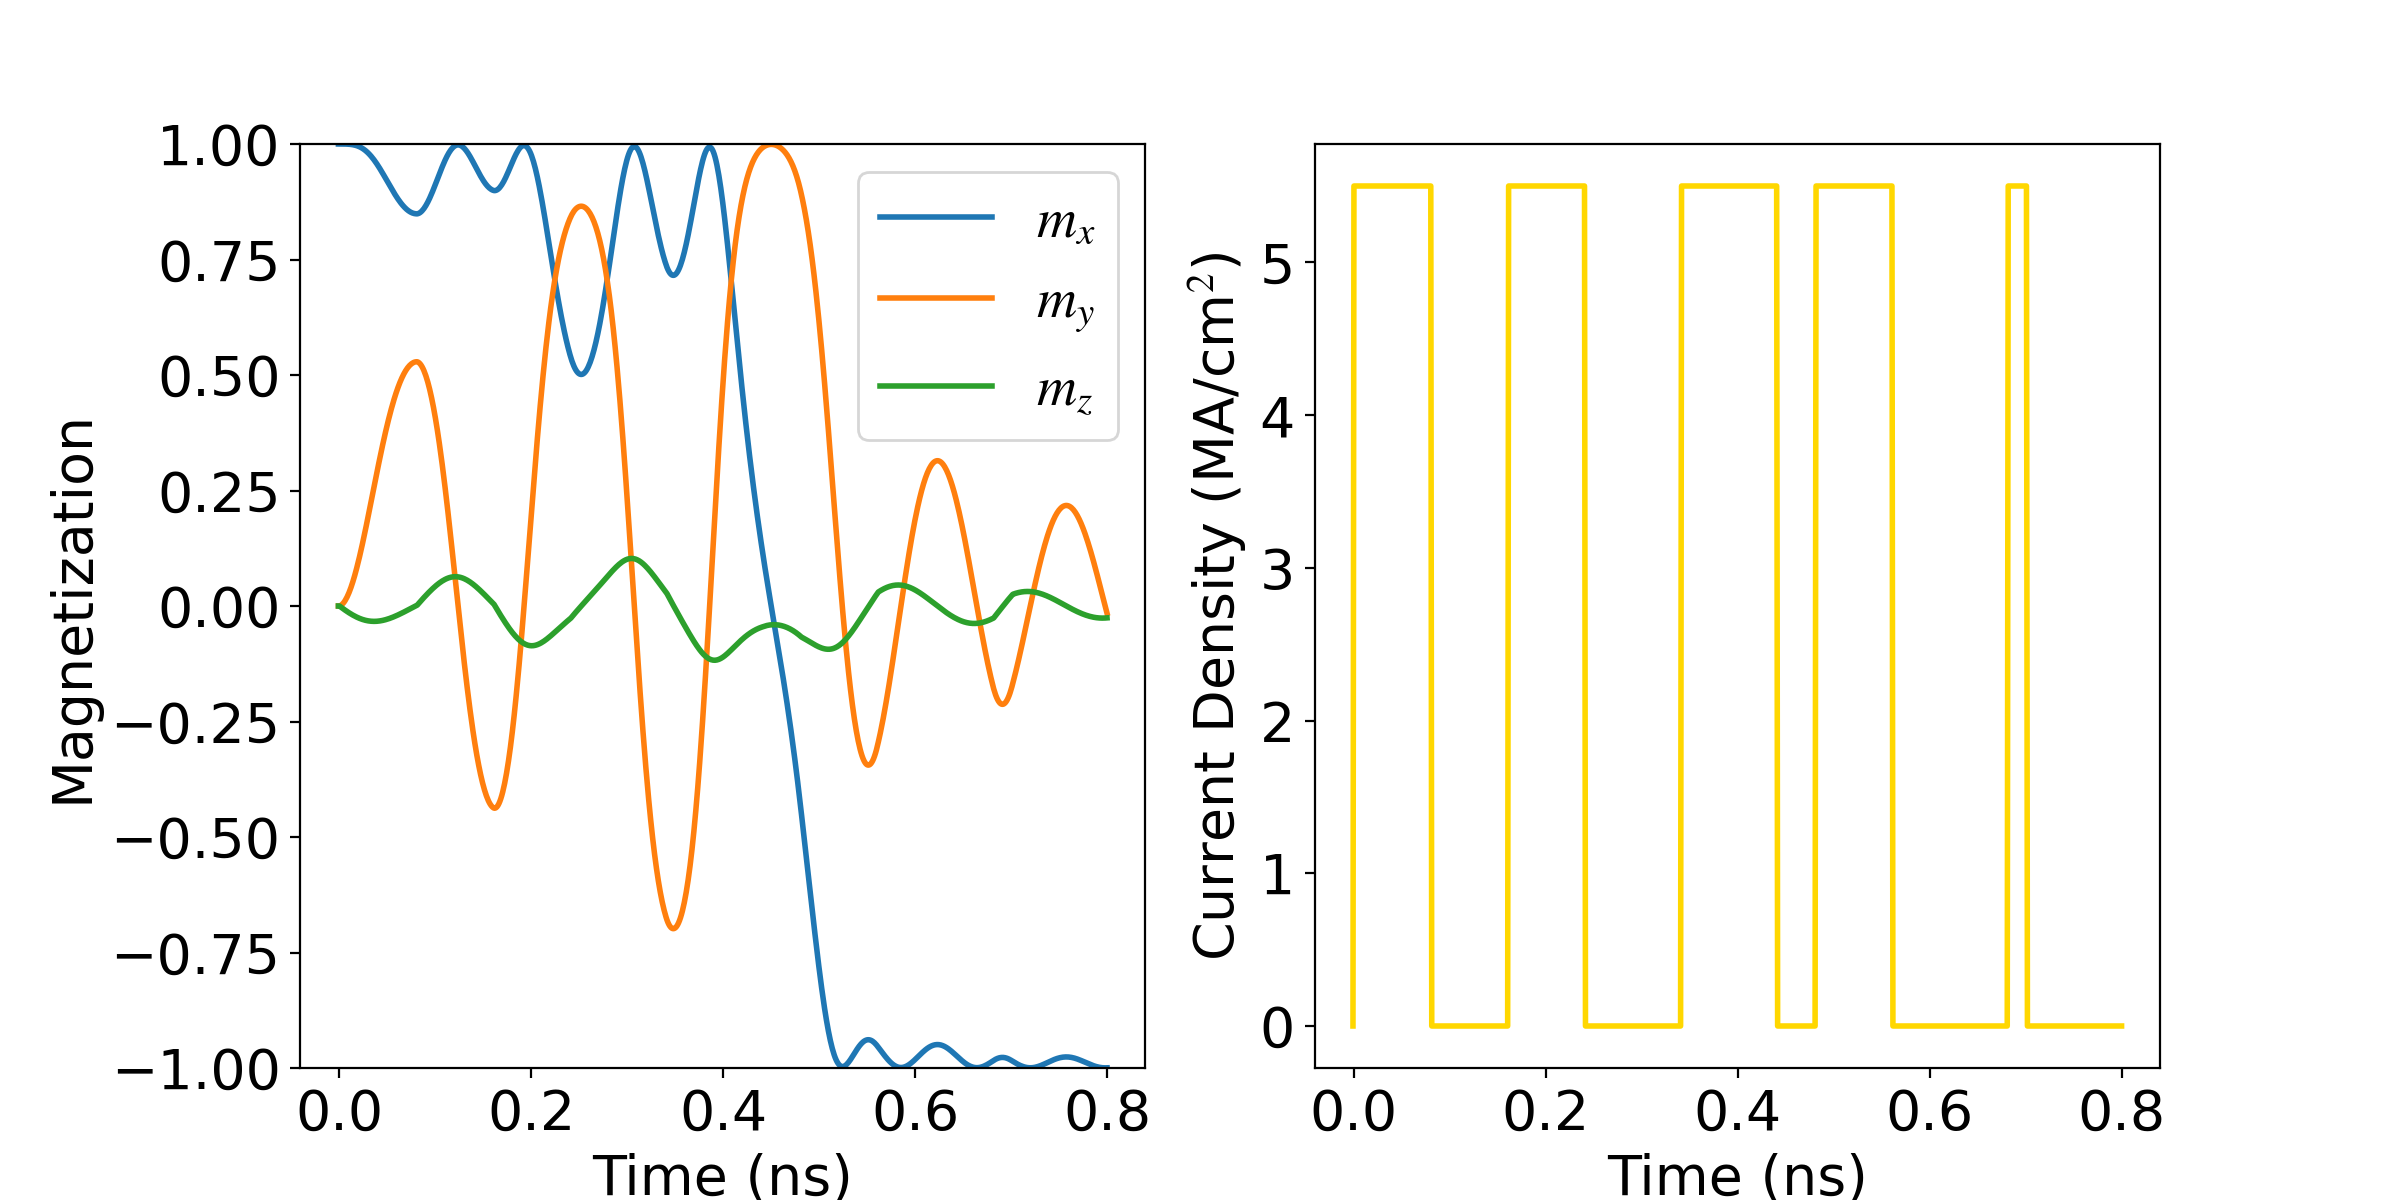 Magnetization
1.00
0.75
0.50
0.25
0.00
−0.25
−0.50
−0.75
−1.00
0.0 0.2 0.4 0.6 0.8
Time (ns)
m_x
m_y
m_z
Current Density (MA/cm²)
5
4
3
2
1
0
0.0 0.2 0.4 0.6 0.8
Time (ns)